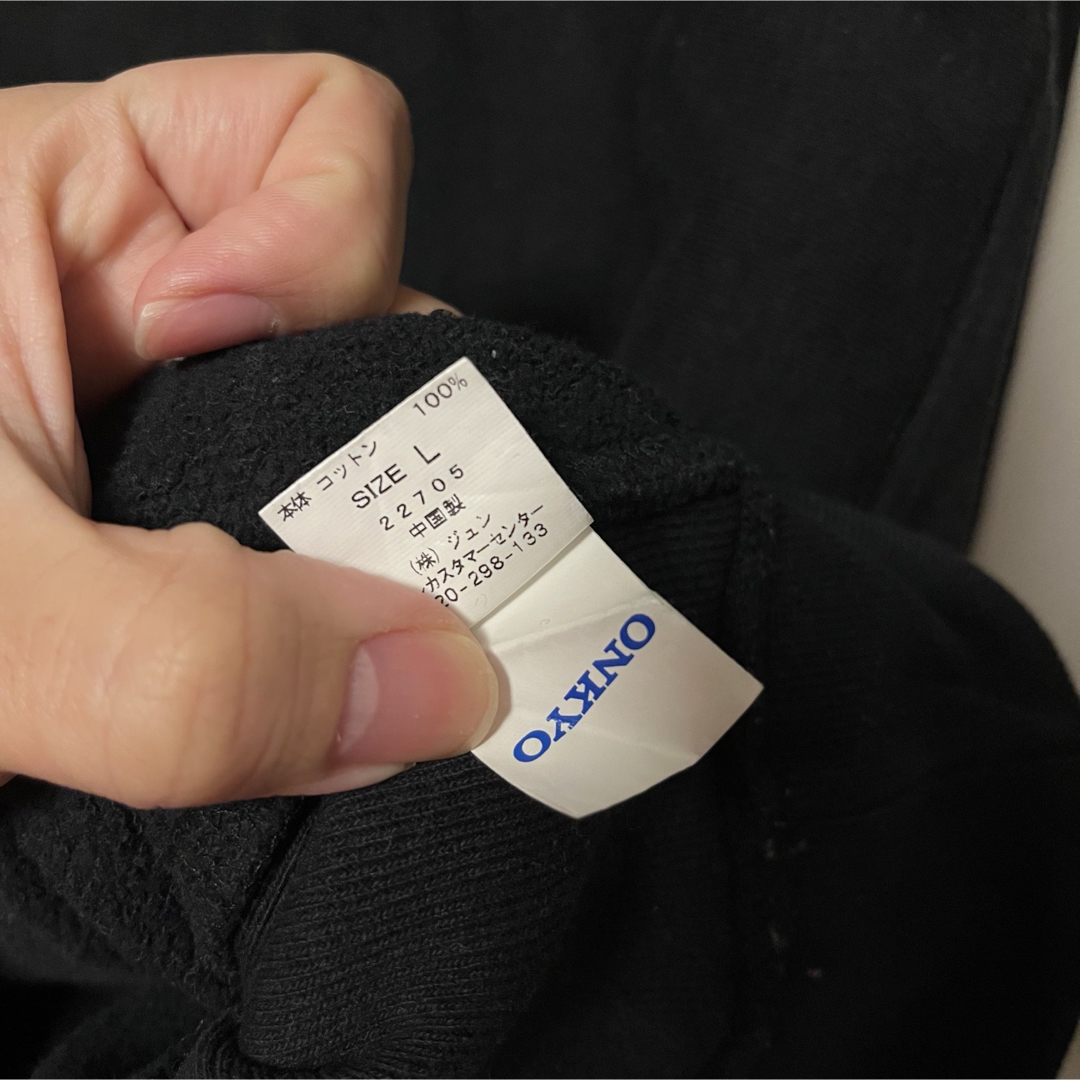 本体 コットン 100%
SIZE L
22705
中国製
(株) ジュン
カスタマーセンター
20-298-133
ONKYO